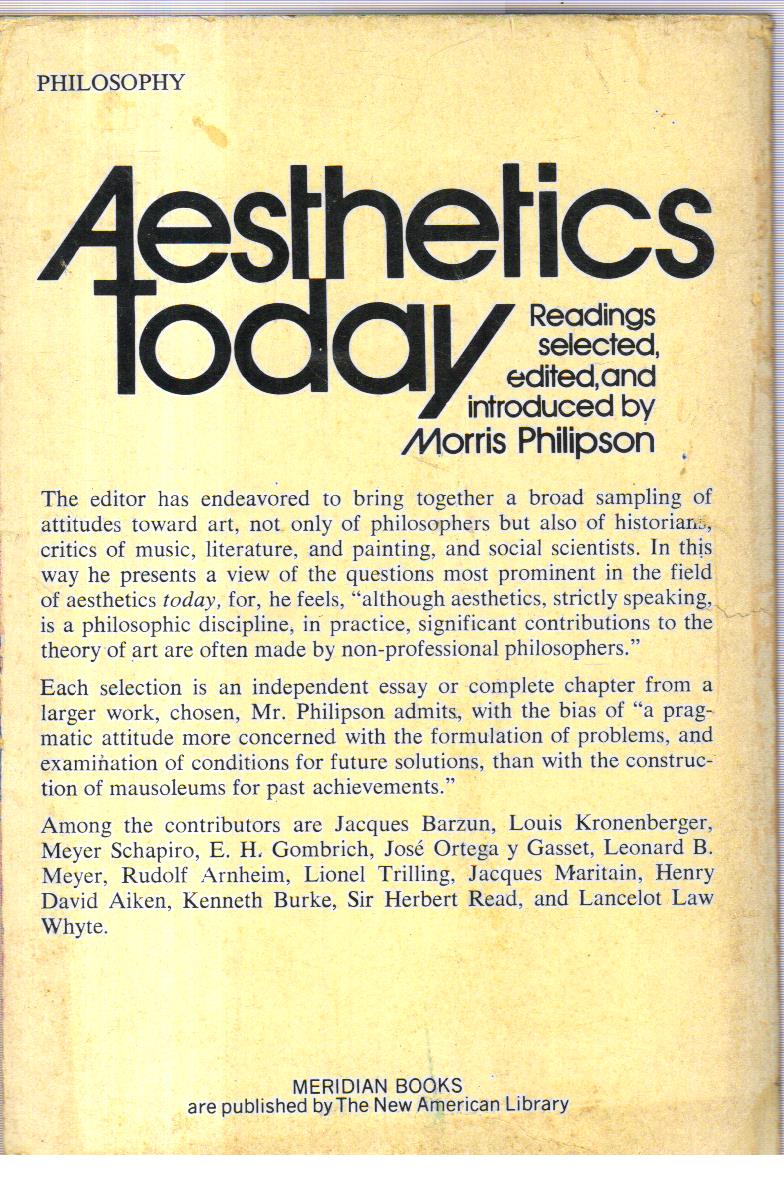 PHILOSOPHY
Aesthetics
today
Readings
selected,
edited, and
introduced by
Morris Philipson
The editor has endeavored to bring together a broad sampling of
attitudes toward art, not only of philosophers but also of historians,
critics of music, literature, and painting, and social scientists. In this
way he presents a view of the questions most prominent in the field
of aesthetics today, for, he feels, “although aesthetics, strictly speaking,
is a philosophic discipline, in practice, significant contributions to the
theory of art are often made by non-professional philosophers.”
Each selection is an independent essay or complete chapter from a
larger work, chosen, Mr. Philipson admits, with the bias of “a prag-
matic attitude more concerned with the formulation of problems, and
examination of conditions for future solutions, than with the construc-
tion of mausoleums for past achievements.”
Among the contributors are Jacques Barzun, Louis Kronenberger,
Meyer Schapiro, E. H. Gombrich, José Ortega y Gasset, Leonard B.
Meyer, Rudolf Arnheim, Lionel Trilling, Jacques Maritain, Henry
David Aiken, Kenneth Burke, Sir Herbert Read, and Lancelot Law
Whyte.
MERIDIAN BOOKS
are published by The New American Library